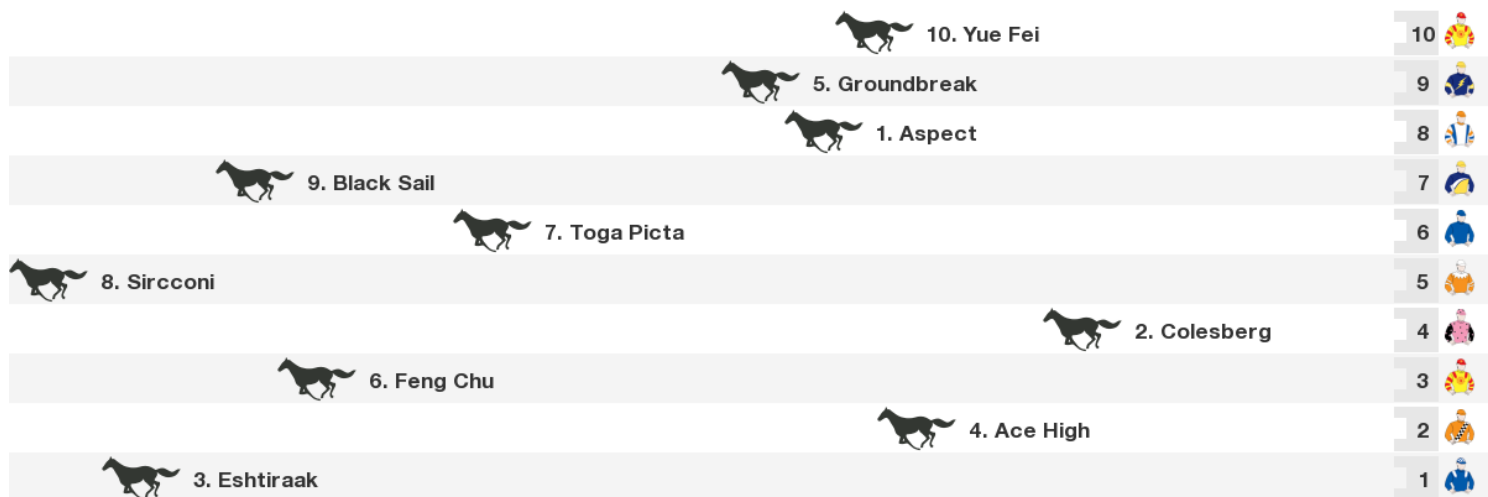 10. Yue Fei 10
5. Groundbreak 9
1. Aspect 8
9. Black Sail 7
7. Toga Picta 6
8. Sircconi 5
2. Colesberg 4
6. Feng Chu 3
4. Ace High 2
3. Eshtiraak 1